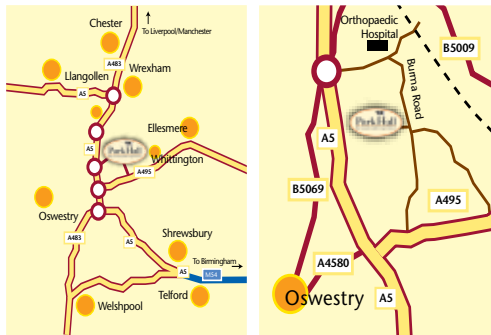 Chester
To Liverpool/Manchester
A483
Llangollen
Wrexham
A5
Ellesmere
A5
Park Hall
Whittington
A495
Oswestry
A483
A5
Shrewsbury
To Birmingham
A5
M54
Telford
Welshpool
Orthopaedic
Hospital
B5009
Burma Road
Park Hall
A5
B5069
A495
A4580
Oswestry
A5